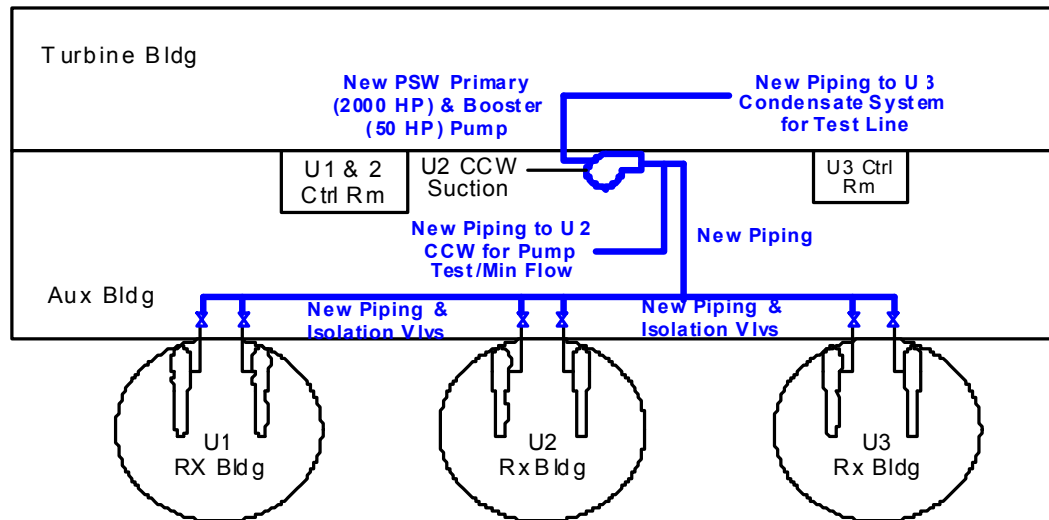 Turbine Bldg
New PSW Primary
(2000 HP) & Booster
(50 HP) Pump
New Piping to U3
Condensate System
for Test Line
U1 & 2
Ctrl Rm
U2 CCW
Suction
U3 Ctrl
Rm
New Piping to U2
CCW for Pump
Test/Min Flow
New Piping
Aux Bldg
New Piping &
Isolation Vlvs
New Piping &
Isolation Vlvs
U1
RX Bldg
U2
Rx Bldg
U3
Rx Bldg